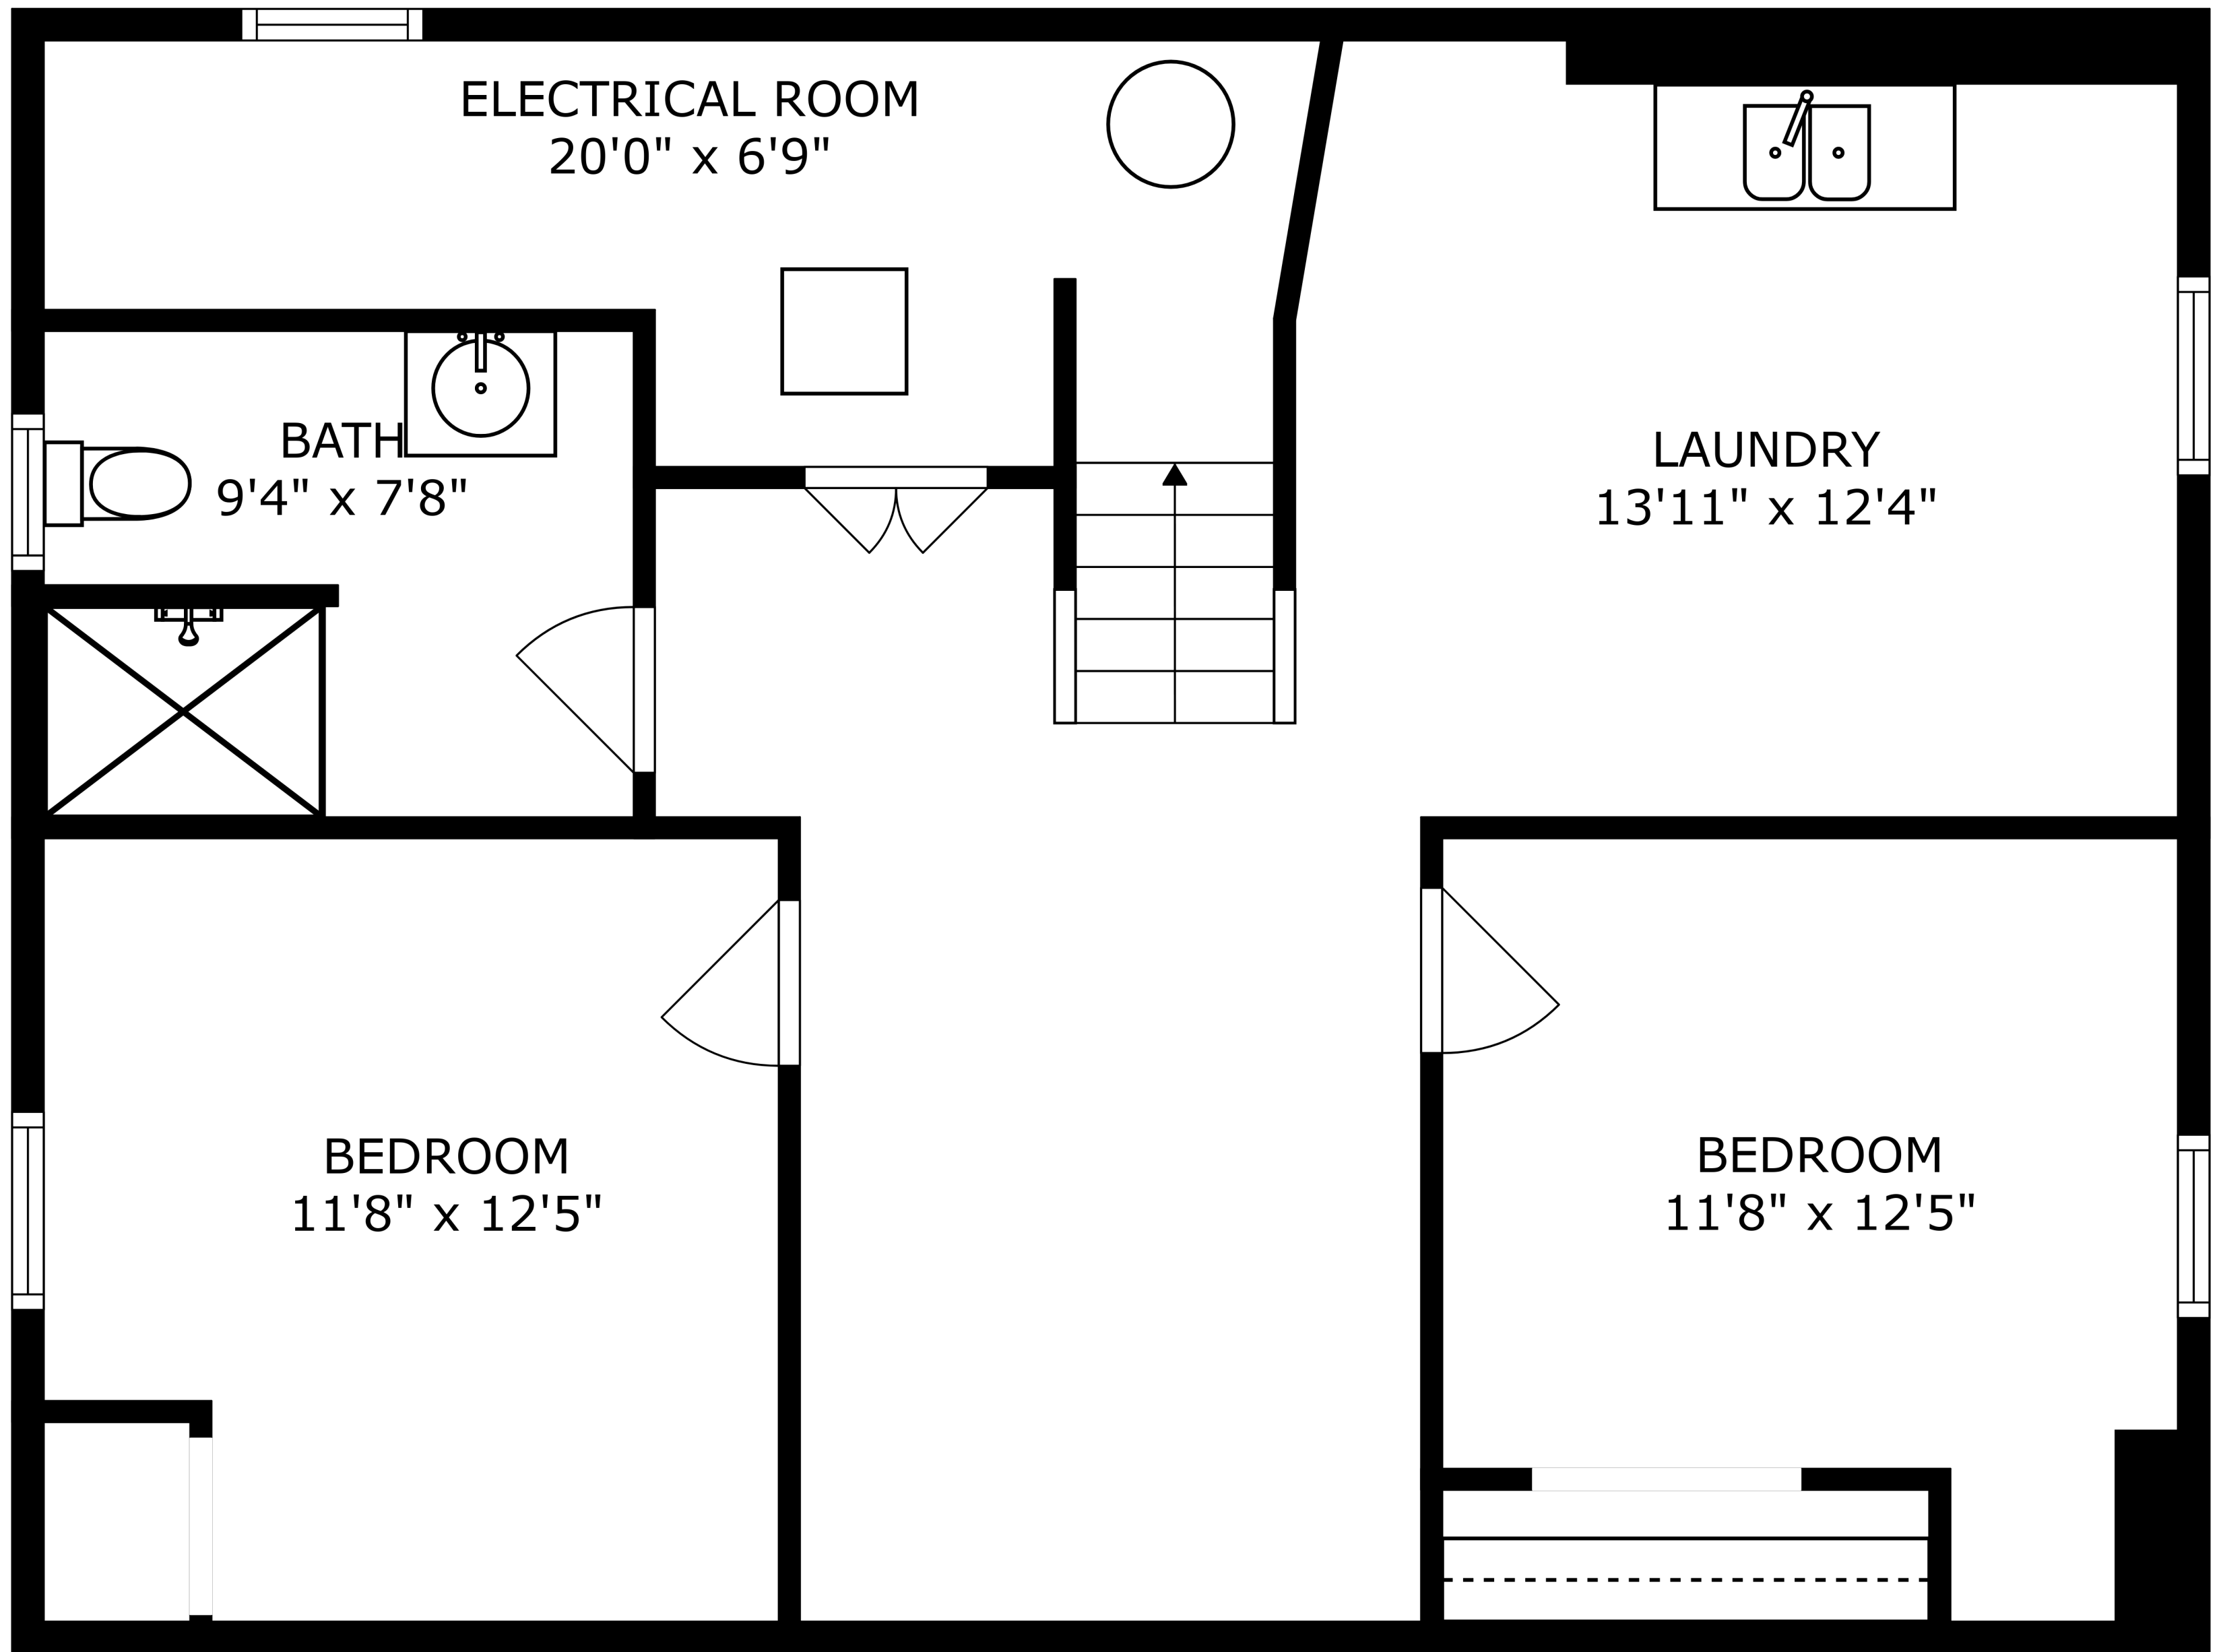 ELECTRICAL ROOM
20'0" x 6'9"
BATH
9'4" x 7'8"
LAUNDRY
13'11" x 12'4"
BEDROOM
11'8" x 12'5"
BEDROOM
11'8" x 12'5"